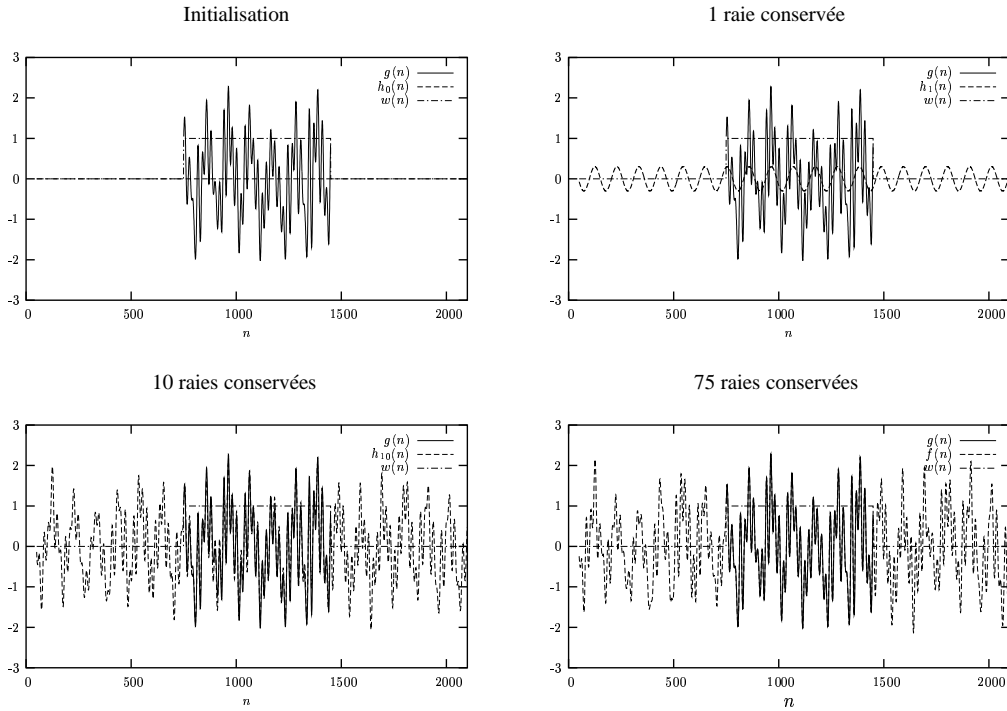 Initialisation
3
2
1
0
-1
-2
-3
0
500
1000
1500
2000
n
g(n)
h0(n)
w(n)
1 raie conservée
3
2
1
0
-1
-2
-3
0
500
1000
1500
2000
n
g(n)
h1(n)
w(n)
10 raies conservées
3
2
1
0
-1
-2
-3
0
500
1000
1500
2000
n
g(n)
h10(n)
w(n)
75 raies conservées
3
2
1
0
-1
-2
-3
0
500
1000
1500
2000
n
g(n)
f(n)
w(n)